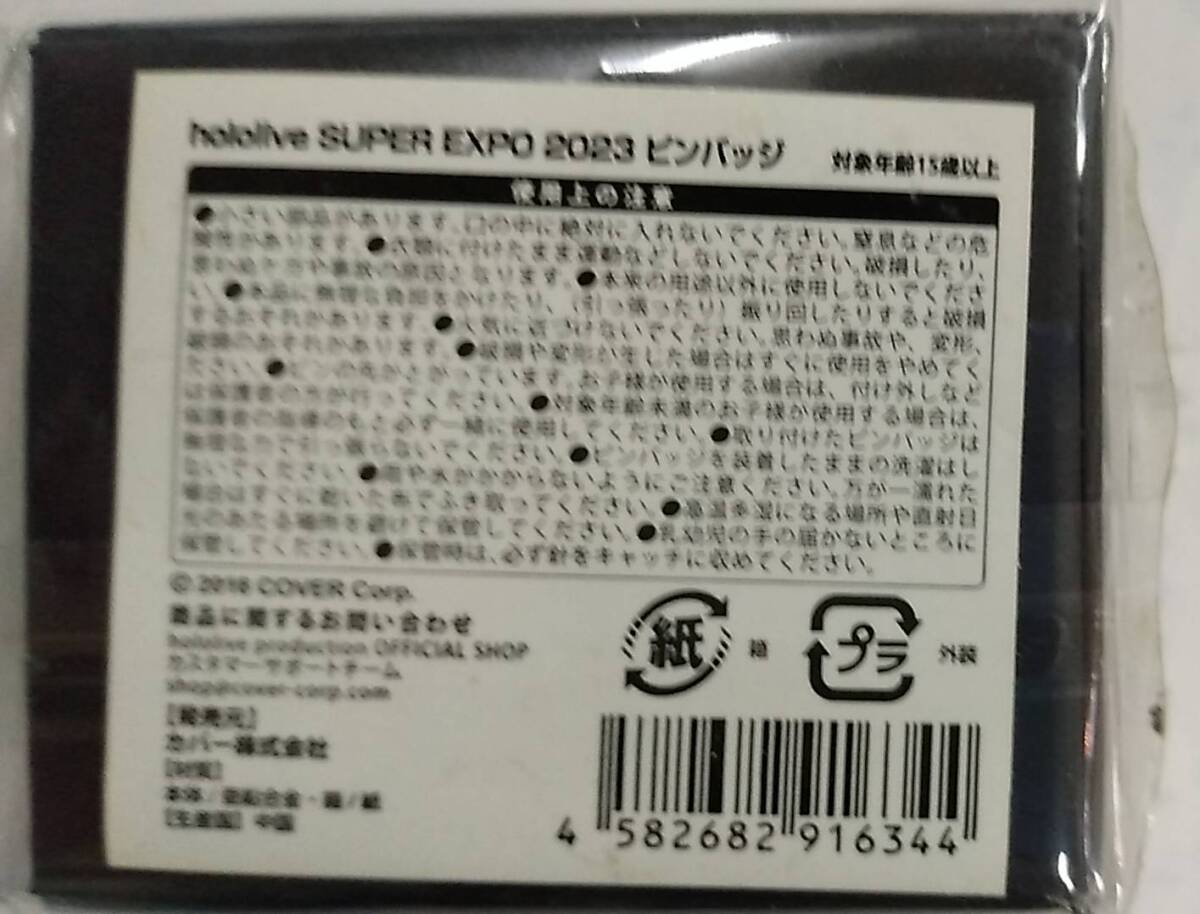 hololive SUPER EXPO 2023 ピンバッジ 対象年齢15歳以上
使用上の注意
●小さい部品があります。口の中に絶対に入れないでください。窒息などの危
険性があります。●衣類に付けたまま運動などしないでください。破損したり、
思わぬケガや事故の原因となります。●本来の用途以外に使用しないでくださ
い。●本品に無理な負荷をかけたり、(引っ張ったり)振り回したりすると破損
するおそれがあります。●火気に近づけないでください。思わぬ事故や、変形、
破損のおそれがあります。●破損や変形が生じた場合はすぐに使用をやめてく
ださい。●ピンの先がとがっています。お子様が使用する場合は、付け外しなど
は保護者の方が行ってください。●対象年齢未満のお子様が使用する場合は、
保護者の指導のもと必ず一緒に使用してください。●取り付けたピンバッジは
無理な力で引っ張らないでください。●ピンバッジを装着したままの洗濯はし
ないでください。●雨や水がかからないようにご注意ください。万が一濡れた
場合はすぐに乾いた布でふき取ってください。●高温多湿になる場所や直射日
光のあたる場所を避けて保管してください。●乳幼児の手の届かないところに
保管してください。●保管時は、必ず針をキャッチに収めてください。
© 2016 COVER Corp.
商品に関するお問い合わせ
hololive production OFFICIAL SHOP
カスタマーサポートチーム
shop@cover-corp.com
[発売元]
カバー株式会社
[材質]
本体/亜鉛合金・鉄/紙
[生産国] 中国
紙 箱 プラ 外装
4 582682 916344